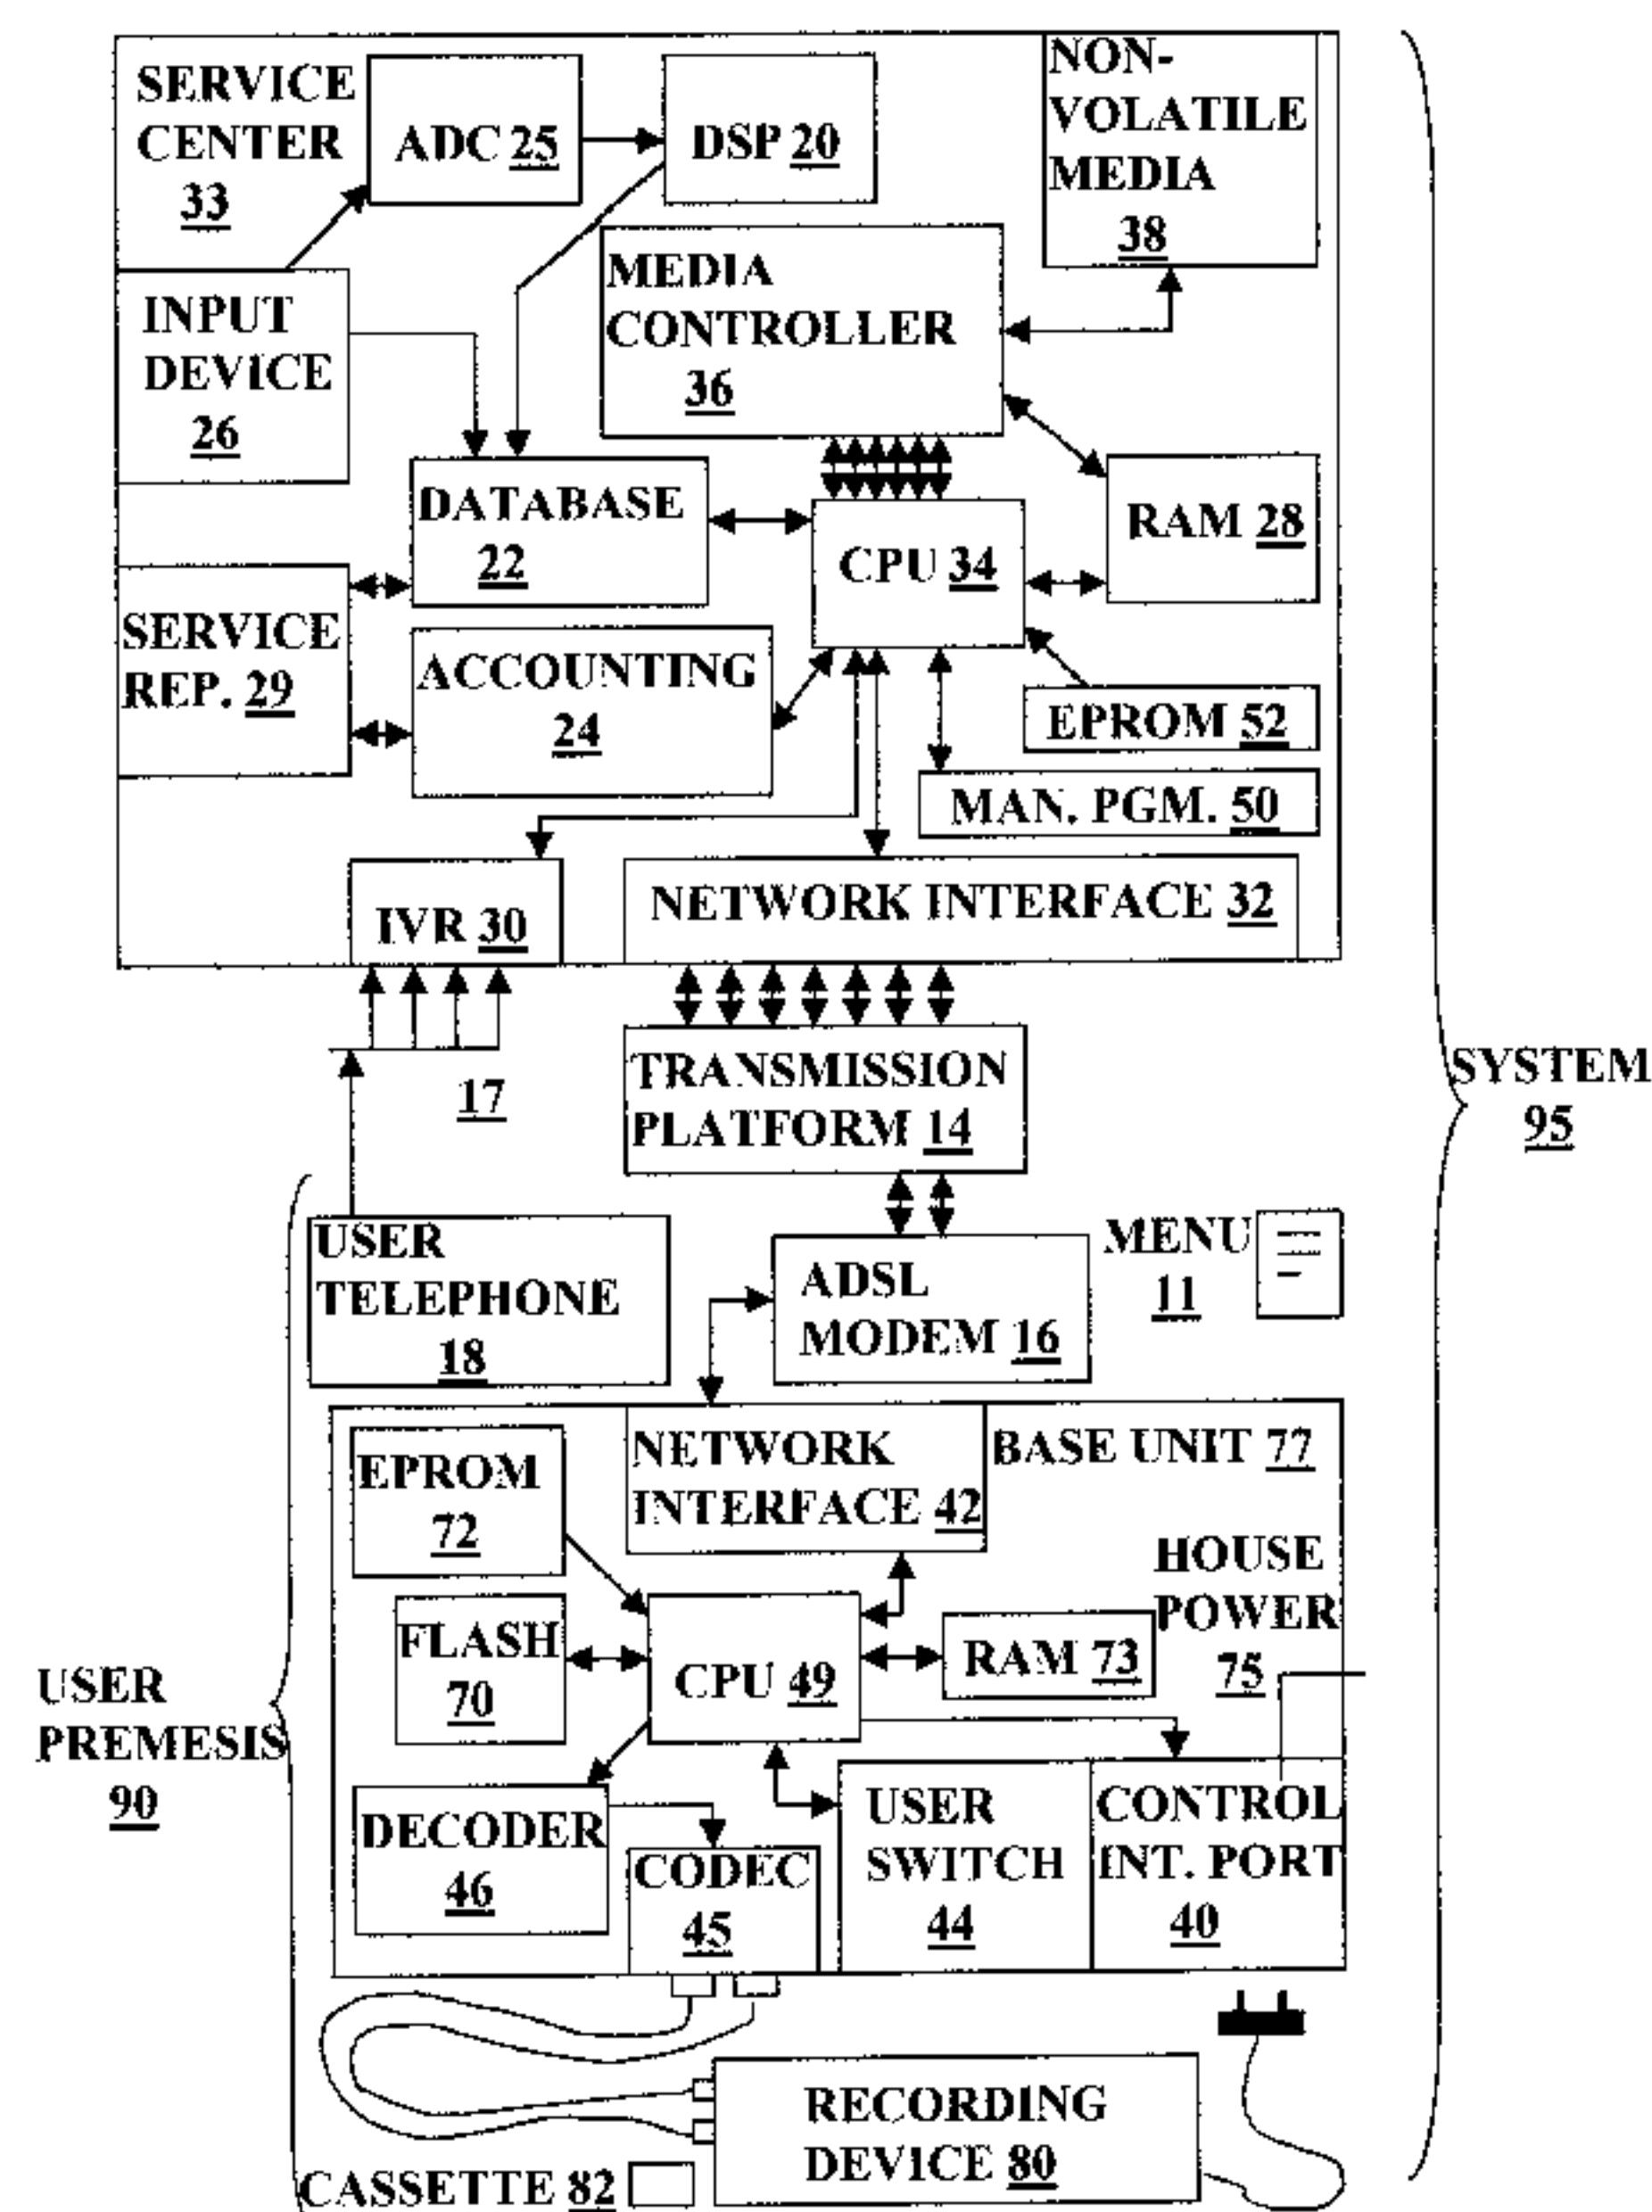 SERVICE
CENTER
33
ADC 25
DSP 20
NON-
VOLATILE
MEDIA
38
INPUT
DEVICE
26
MEDIA
CONTROLLER
36
DATABASE
22
CPU 34
RAM 28
SERVICE
REP. 29
ACCOUNTING
24
EPROM 52
MAN. PGM. 50
IVR 30
NETWORK INTERFACE 32
17
TRANSMISSION
PLATFORM 14
SYSTEM
95
USER
TELEPHONE
18
ADSL
MODEM 16
MENU
11
EPROM
72
NETWORK
INTERFACE 42
BASE UNIT 77
HOUSE
POWER
75
FLASH
70
CPU 49
RAM 73
USER
PREMESIS
90
DECODER
46
CODEC
45
USER
SWITCH
44
CONTROL
INT. PORT
40
RECORDING
DEVICE 80
CASSETTE 82